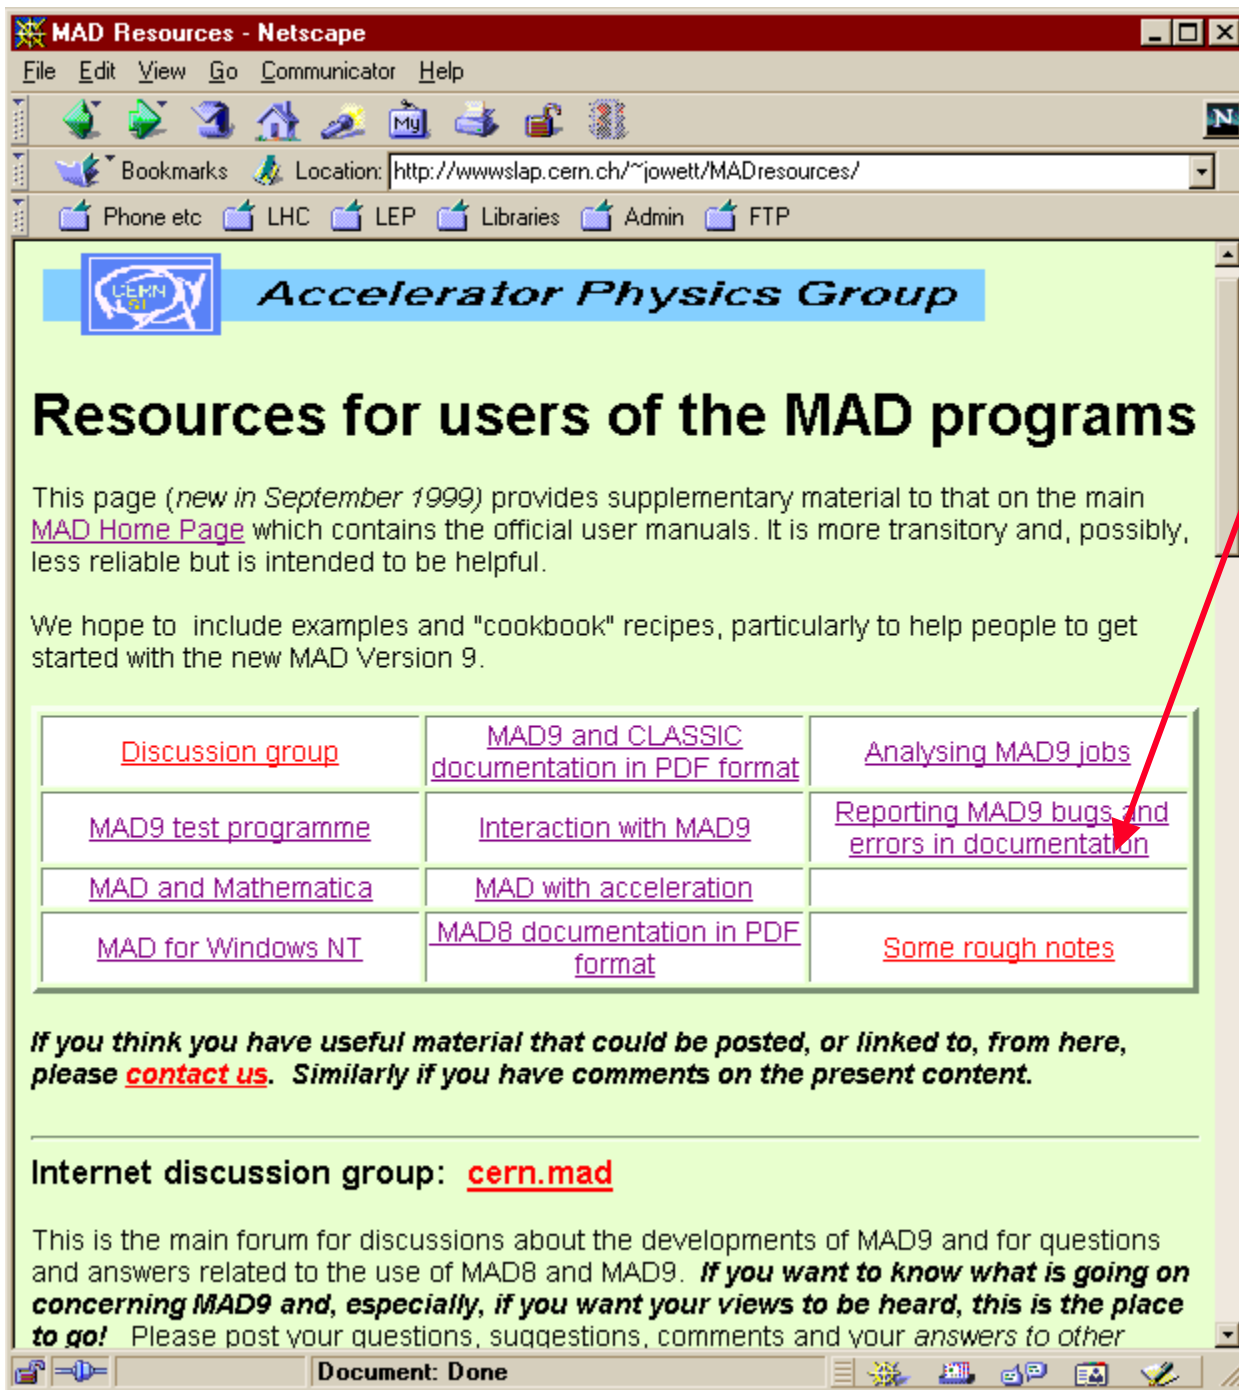 MAD Resources - Netscape
File Edit View Go Communicator Help
My
N
Bookmarks Location: http://wwwslap.cern.ch/~jowett/MADresources/
Phone etc LHC LEP Libraries Admin FTP
CERN
SL
Accelerator Physics Group
Resources for users of the MAD programs
This page (new in September 1999) provides supplementary material to that on the main
MAD Home Page which contains the official user manuals. It is more transitory and, possibly,
less reliable but is intended to be helpful.
We hope to include examples and "cookbook" recipes, particularly to help people to get
started with the new MAD Version 9.
Discussion group
MAD9 and CLASSIC
documentation in PDF format
Analysing MAD9 jobs
MAD9 test programme
Interaction with MAD9
Reporting MAD9 bugs and
errors in documentation
MAD and Mathematica
MAD with acceleration
MAD for Windows NT
MAD8 documentation in PDF
format
Some rough notes
If you think you have useful material that could be posted, or linked to, from here,
please contact us. Similarly if you have comments on the present content.
Internet discussion group: cern.mad
This is the main forum for discussions about the developments of MAD9 and for questions
and answers related to the use of MAD8 and MAD9. If you want to know what is going on
concerning MAD9 and, especially, if you want your views to be heard, this is the place
to go! Please post your questions, suggestions, comments and your answers to other
Document: Done